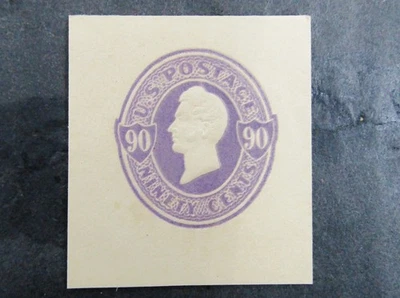 U.S. POSTAGE
90 90
NINETY CENTS